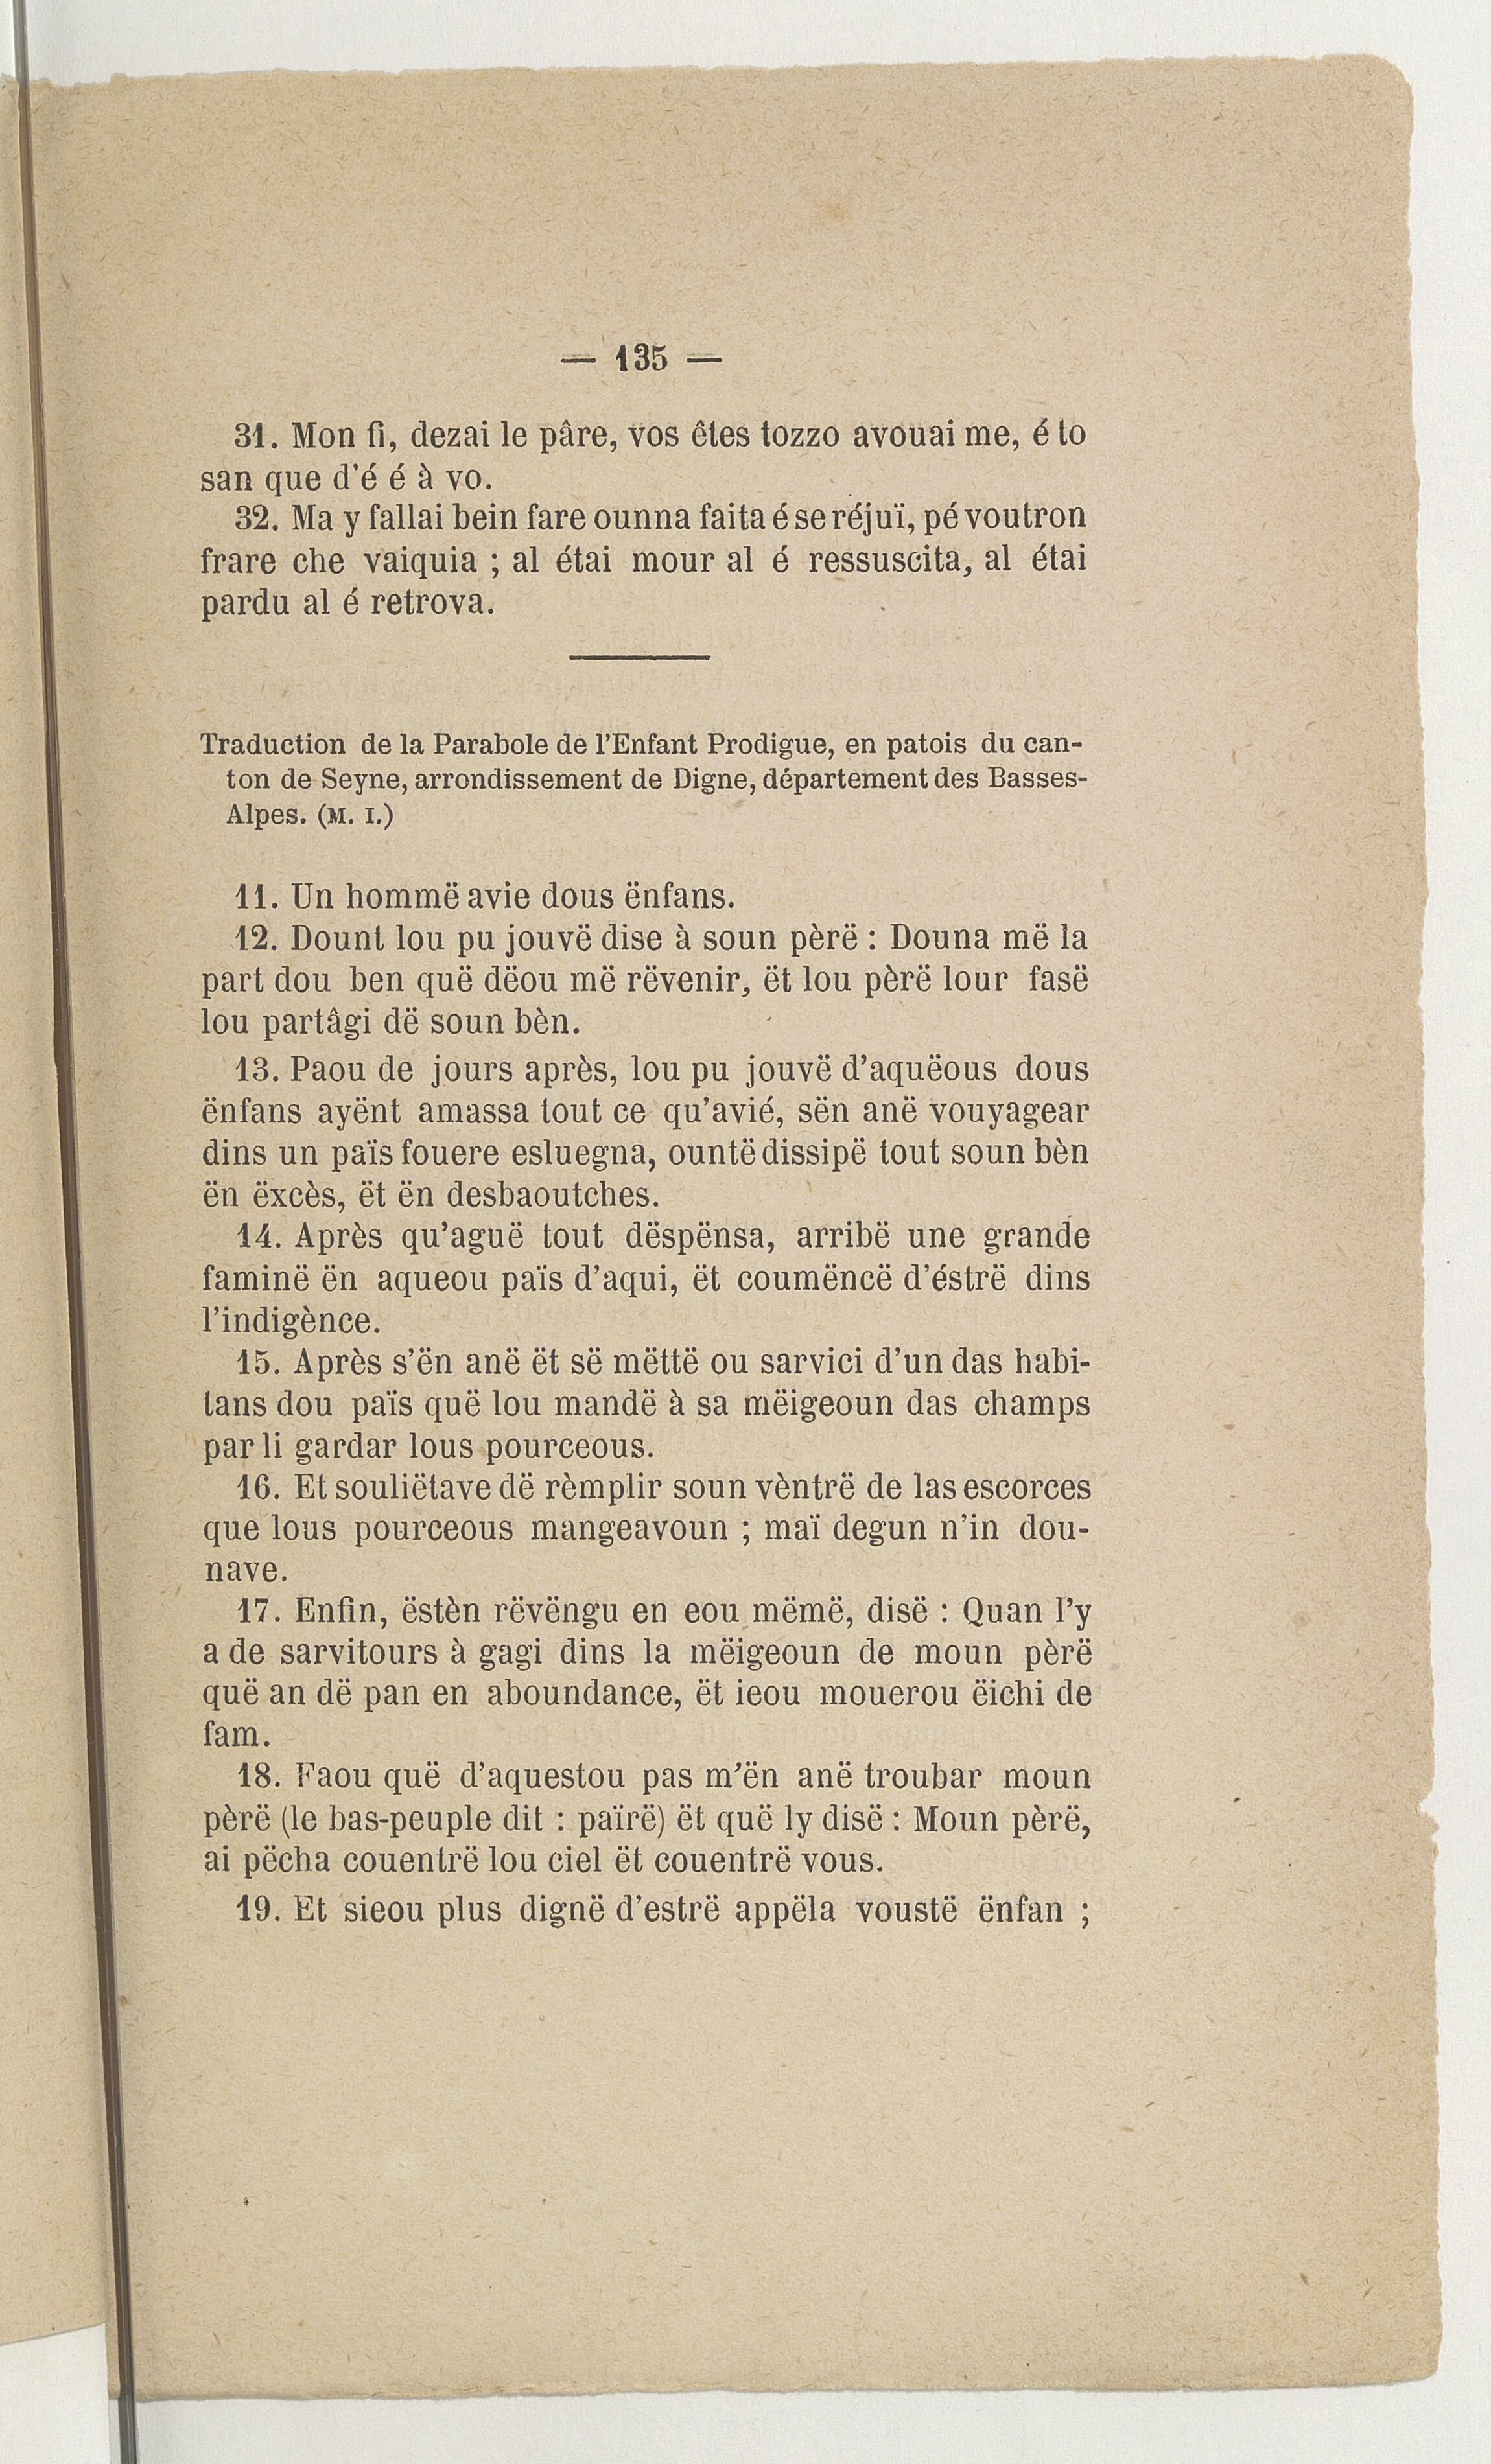 — 135 —
31. Mon fi, dezai le pâre, vos êtes tozzo avouai me, é to
san que d'é é à vo.
32. Ma y fallai bein fare ounna faita é se réjuï, pé voutron
frare che vaiquia ; al étai mour al é ressuscita, al étai
pardu al é retrova.
Traduction de la Parabole de l'Enfant Prodigue, en patois du can-
ton de Seyne, arrondissement de Digne, département des Basses-
Alpes. (M. I.)
11. Un hommë avie dous ënfans.
12. Dount lou pu jouvë dise à soun pèrë : Douna më la
part dou ben quë dëou më rëvenir, ët lou pèrë lour fasë
lou partâgi dë soun bèn.
13. Paou de jours après, lou pu jouvë d'aquëous dous
ënfans ayënt amassa tout ce qu'avié, sën anë vouyagear
dins un païs fouere esluegna, ountë dissipë tout soun bèn
ën ëxcès, ët ën desbaoutches.
14. Après qu'aguë tout dëspënsa, arribë une grande
faminë ën aqueou païs d'aqui, ët coumëncë d'éstrë dins
l'indigènce.
15. Après s'ën anë ët së mëttë ou sarvici d'un das habi-
tans dou païs quë lou mandë à sa mëigeoun das champs
par li gardar lous pourceous.
16. Et souliëtave dë rèmplir soun vèntrë de las escorces
que lous pourceous mangeavoun ; maï degun n'in dou-
nave.
17. Enfin, ëstèn rëvëngu en eou mëmë, disë : Quan l'y
a de sarvitours à gagi dins la mëigeoun de moun pèrë
quë an dë pan en aboundance, ët ieou mouerou ëichi de
fam.
18. Faou quë d'aquestou pas m'ën anë troubar moun
pèrë (le bas-peuple dit : païrë) ët quë ly disë : Moun pèrë,
ai pëcha couentrë lou ciel ët couentrë vous.
19. Et sieou plus dignë d'estrë appëla voustë ënfan ;